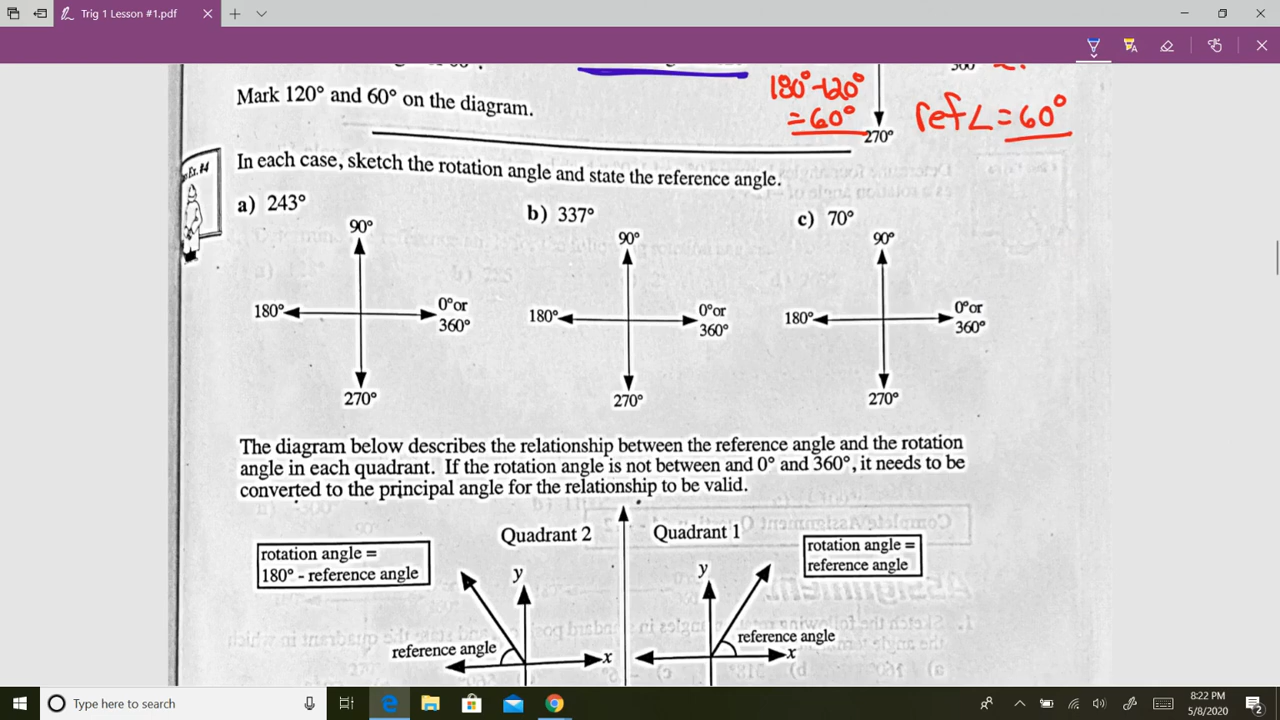 Trig 1 Lesson #1.pdf
180°-120°
=60°
ref∠=60°
270°
Mark 120° and 60° on the diagram.
Ex. #4
In each case, sketch the rotation angle and state the reference angle.
a) 243°
b) 337°
c) 70°
90°
90°
90°
180°
0° or
360°
180°
0° or
360°
180°
0° or
360°
270°
270°
270°
The diagram below describes the relationship between the reference angle and the rotation
angle in each quadrant. If the rotation angle is not between and 0° and 360°, it needs to be
converted to the principal angle for the relationship to be valid.
Quadrant 2
Quadrant 1
rotation angle =
180° - reference angle
rotation angle =
reference angle
y
y
reference angle
x
reference angle
x
Type here to search
8:22 PM
5/8/2020
2